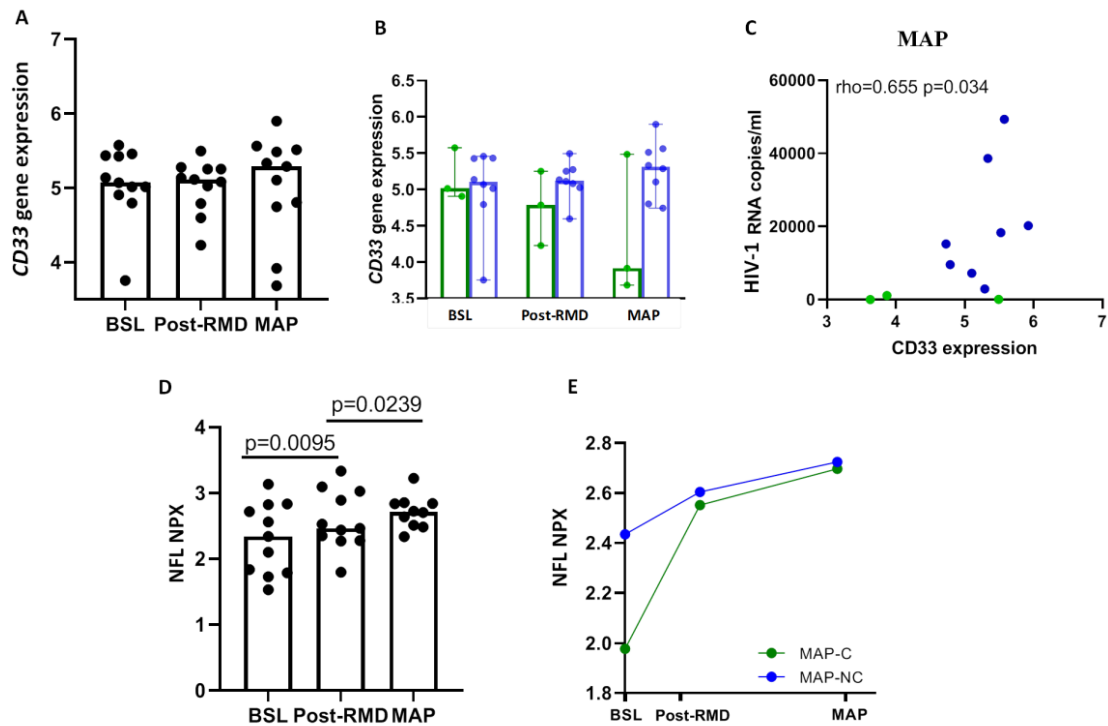 A
CD33 gene expression
7
6
5
4
BSL Post-RMD MAP
B
CD33 gene expression
6.5
6.0
5.5
5.0
4.5
4.0
3.5
BSL Post-RMD MAP
C
MAP
rho=0.655 p=0.034
HIV-1 RNA copies/ml
60000
40000
20000
0
3 4 5 6 7
CD33 expression
D
p=0.0239
p=0.0095
NFL NPX
4
3
2
1
0
BSL Post-RMD MAP
E
NFL NPX
2.8
2.6
2.4
2.2
2.0
1.8
MAP-C
MAP-NC
BSL Post-RMD MAP